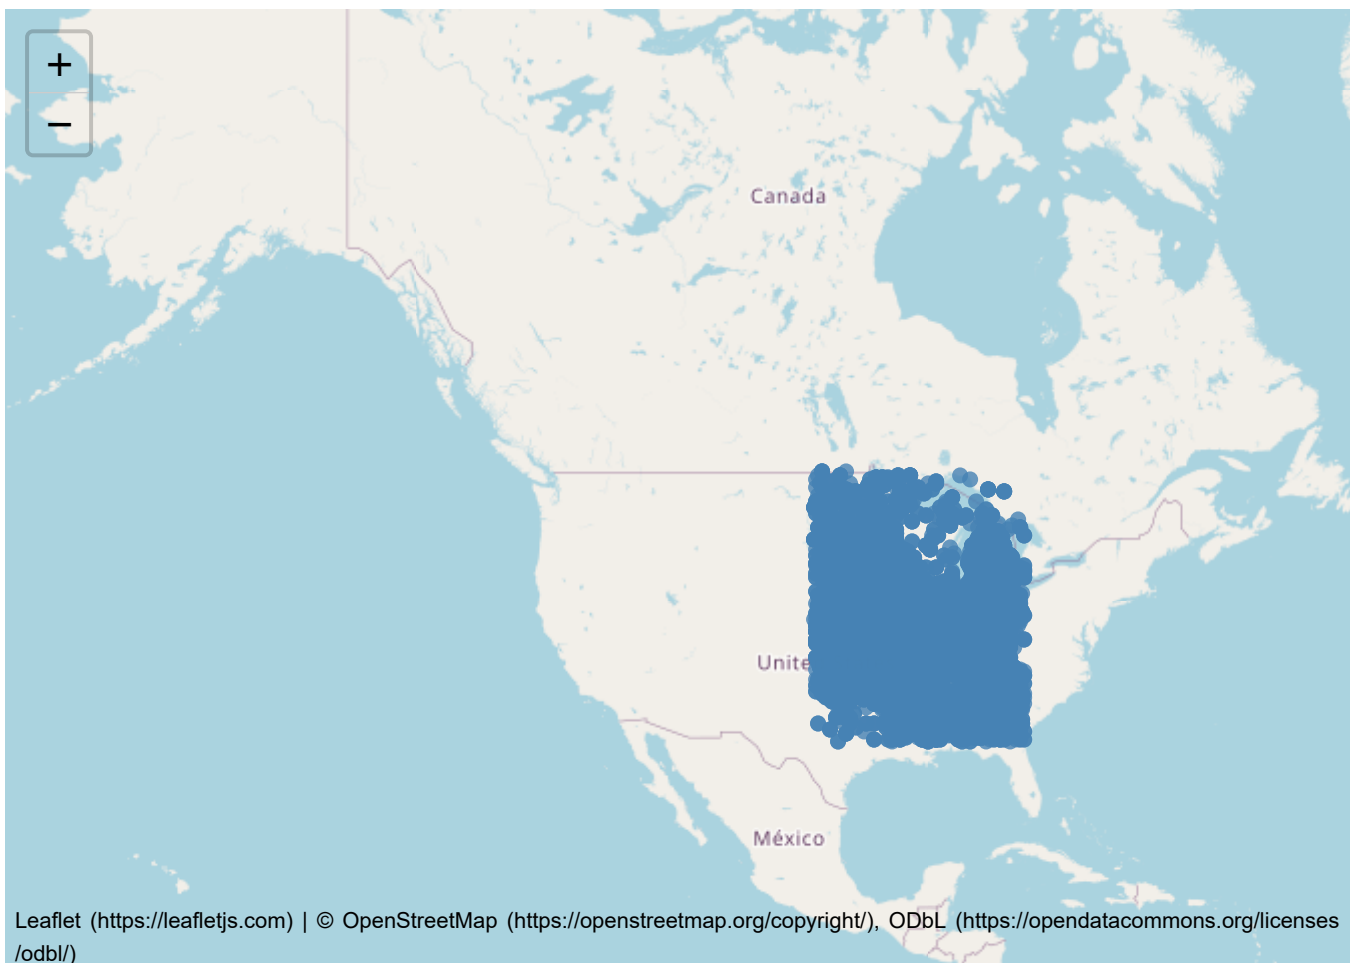 +
−
Canada
Unite
México
Leaflet (https://leafletjs.com) | © OpenStreetMap (https://openstreetmap.org/copyright/), ODbL (https://opendatacommons.org/licenses
/odbl/)